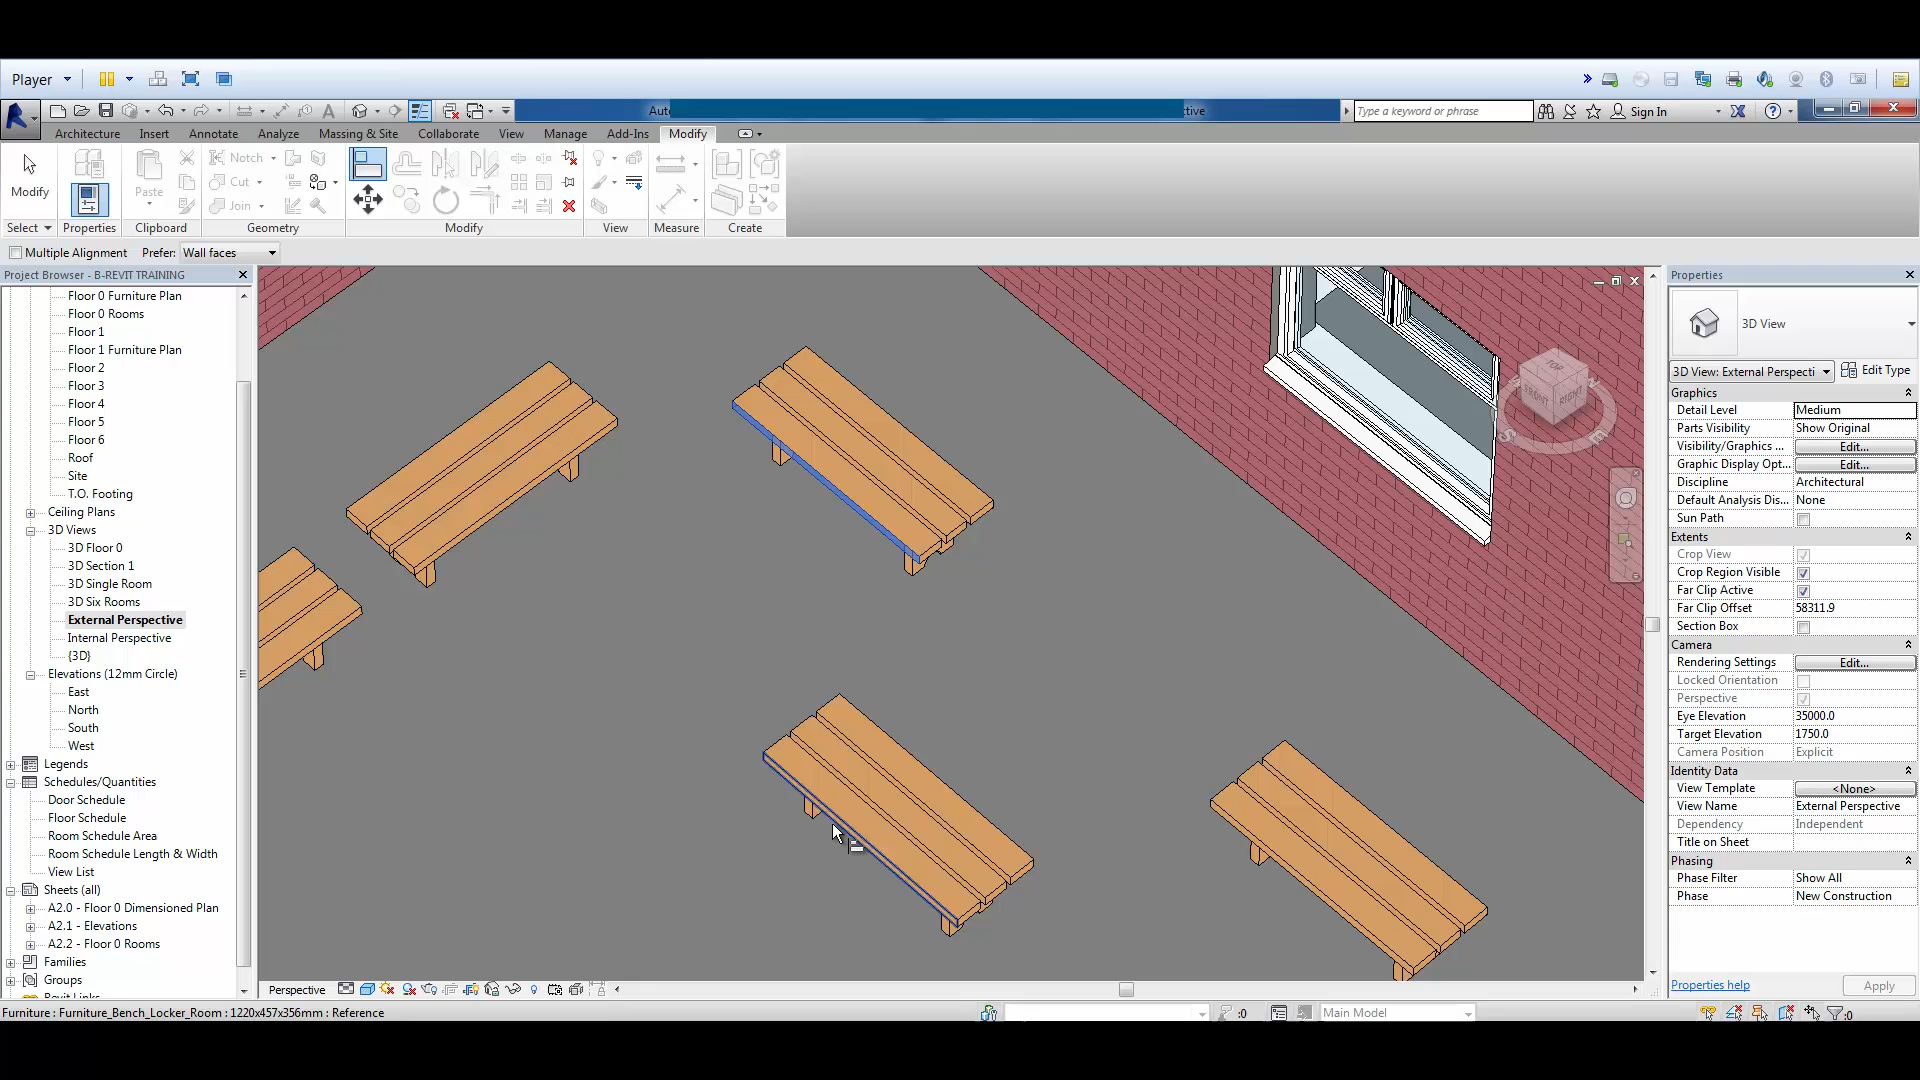 Player
Auto
ctive
Type a keyword or phrase
Sign In
Architecture Insert Annotate Analyze Massing & Site Collaborate View Manage Add-Ins Modify
Modify
Paste
Notch
Cut
Join
Select Properties Clipboard Geometry Modify View Measure Create
Multiple Alignment Prefer: Wall faces
Project Browser - B-REVIT TRAINING
Floor 0 Furniture Plan
Floor 0 Rooms
Floor 1
Floor 1 Furniture Plan
Floor 2
Floor 3
Floor 4
Floor 5
Floor 6
Roof
Site
T.O. Footing
Ceiling Plans
3D Views
3D Floor 0
3D Section 1
3D Single Room
3D Six Rooms
External Perspective
Internal Perspective
{3D}
Elevations (12mm Circle)
East
North
South
West
Legends
Schedules/Quantities
Door Schedule
Floor Schedule
Room Schedule Area
Room Schedule Length & Width
View List
Sheets (all)
A2.0 - Floor 0 Dimensioned Plan
A2.1 - Elevations
A2.2 - Floor 0 Rooms
Families
Groups
Revit Links
TOP
FRONT
RIGHT
S
E
Perspective
Properties
3D View
3D View: External Perspecti Edit Type
Graphics
Detail Level Medium
Parts Visibility Show Original
Visibility/Graphics ... Edit...
Graphic Display Opt... Edit...
Discipline Architectural
Default Analysis Dis... None
Sun Path
Extents
Crop View
Crop Region Visible
Far Clip Active
Far Clip Offset 58311.9
Section Box
Camera
Rendering Settings Edit...
Locked Orientation
Perspective
Eye Elevation 35000.0
Target Elevation 1750.0
Camera Position Explicit
Identity Data
View Template <None>
View Name External Perspective
Dependency Independent
Title on Sheet
Phasing
Phase Filter Show All
Phase New Construction
Properties help Apply
Furniture : Furniture_Bench_Locker_Room : 1220x457x356mm : Reference
:0
Main Model
:0